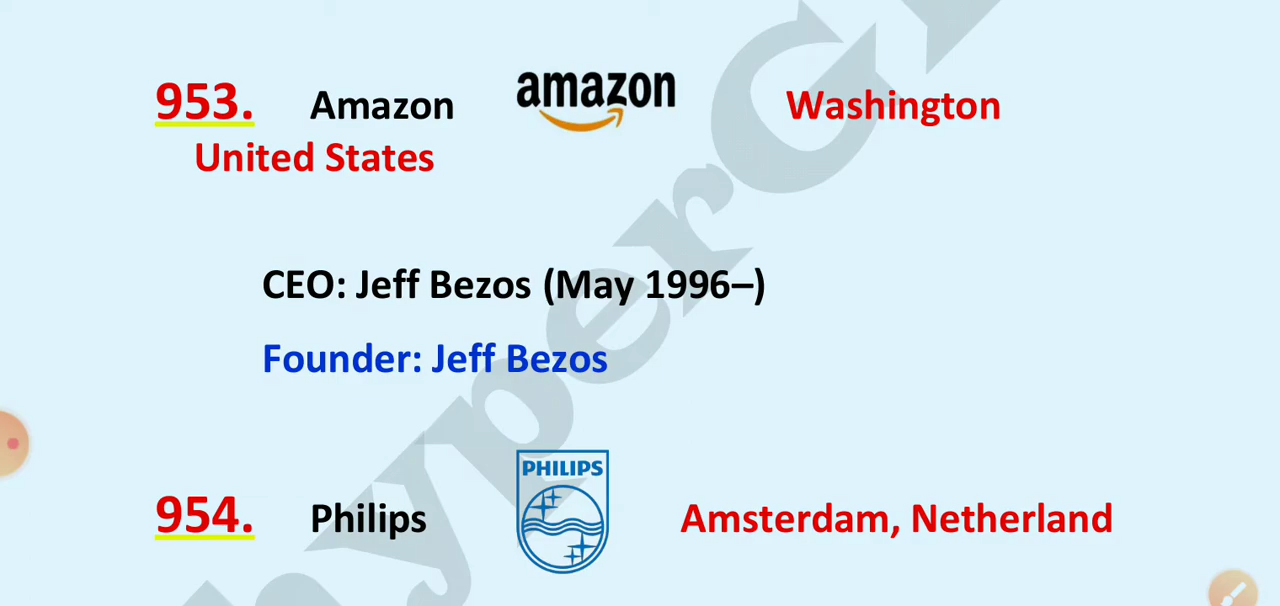 953. Amazon amazon Washington
United States
CEO: Jeff Bezos (May 1996–)
Founder: Jeff Bezos
PHILIPS
954. Philips Amsterdam, Netherland